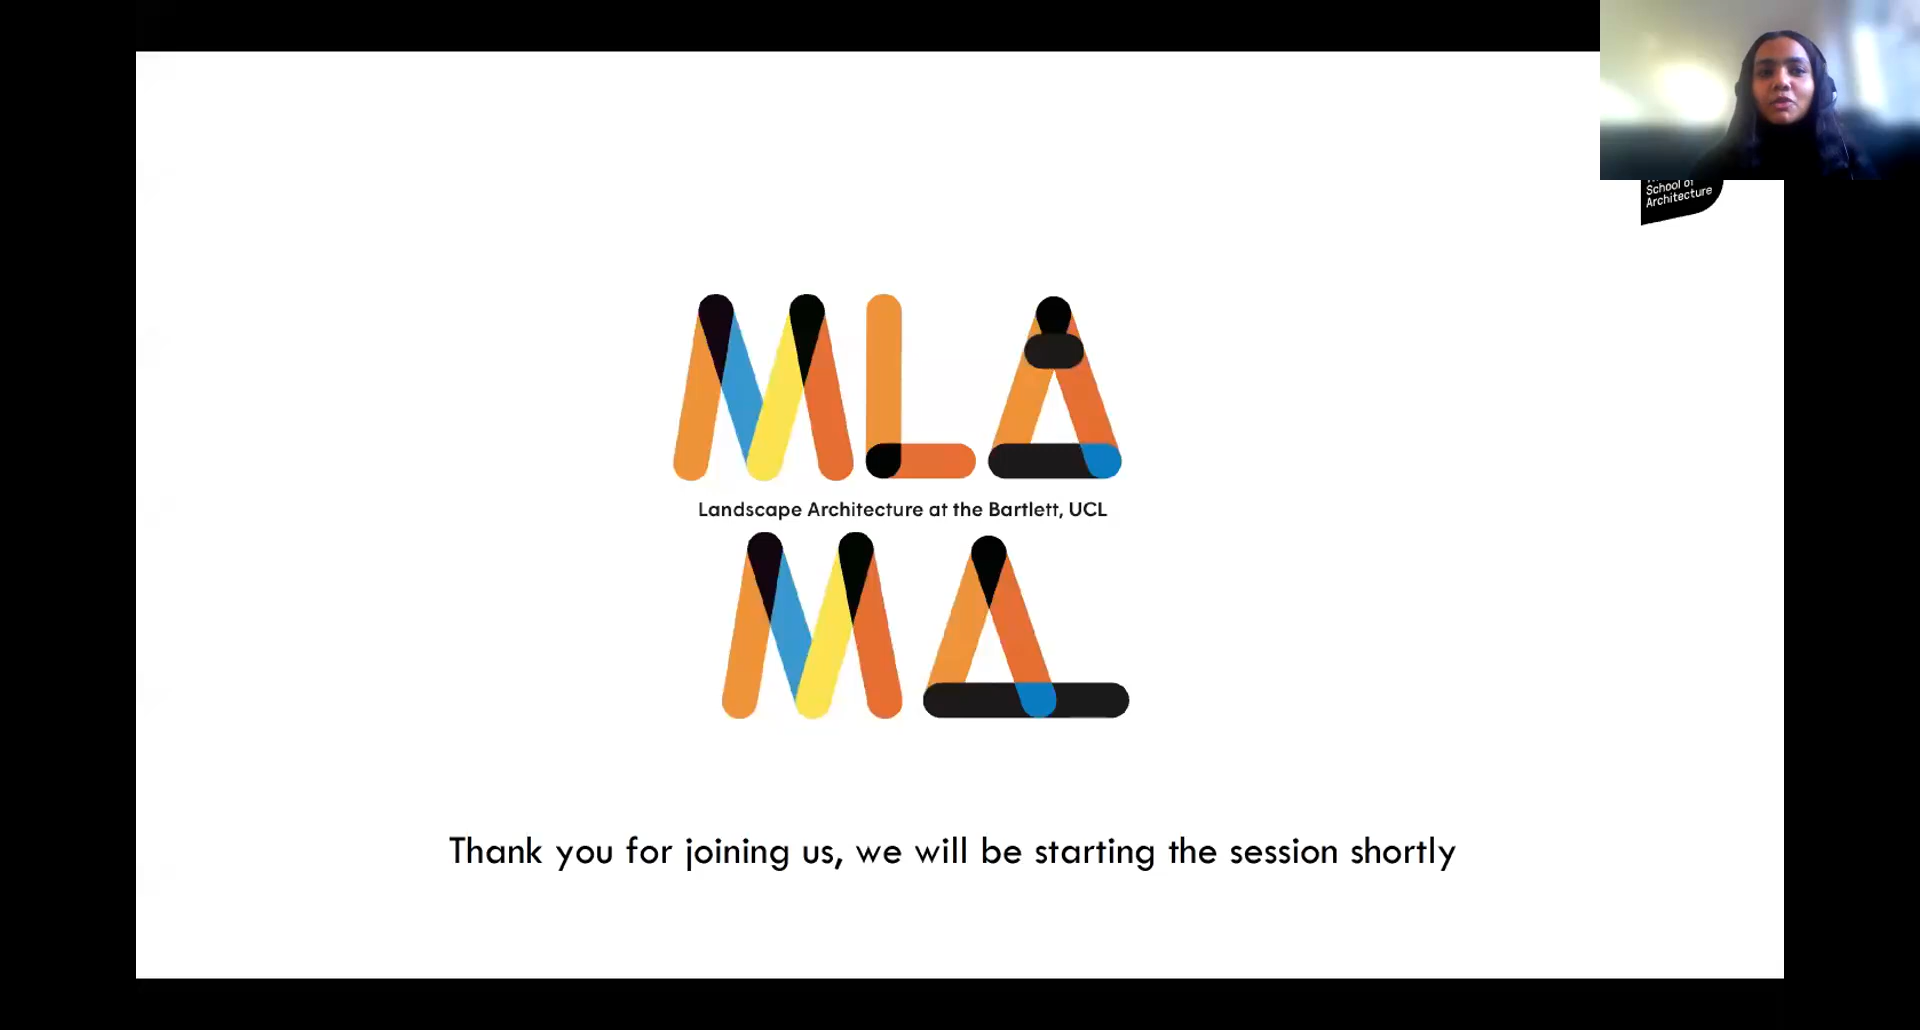 School of
Architecture
MLA
Landscape Architecture at the Bartlett, UCL
MA
Thank you for joining us, we will be starting the session shortly